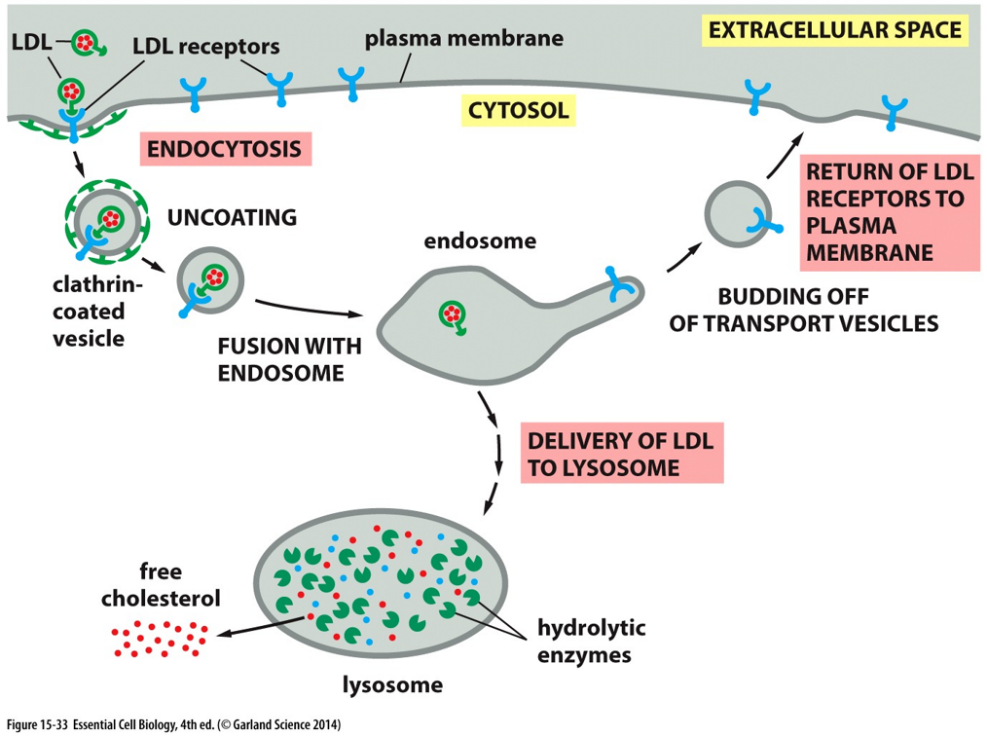 LDL
LDL receptors
plasma membrane
EXTRACELLULAR SPACE
CYTOSOL
ENDOCYTOSIS
RETURN OF LDL
RECEPTORS TO
PLASMA
MEMBRANE
UNCOATING
endosome
clathrin-
coated
vesicle
BUDDING OFF
OF TRANSPORT VESICLES
FUSION WITH
ENDOSOME
DELIVERY OF LDL
TO LYSOSOME
free
cholesterol
hydrolytic
enzymes
lysosome
Figure 15-33 Essential Cell Biology, 4th ed. (© Garland Science 2014)